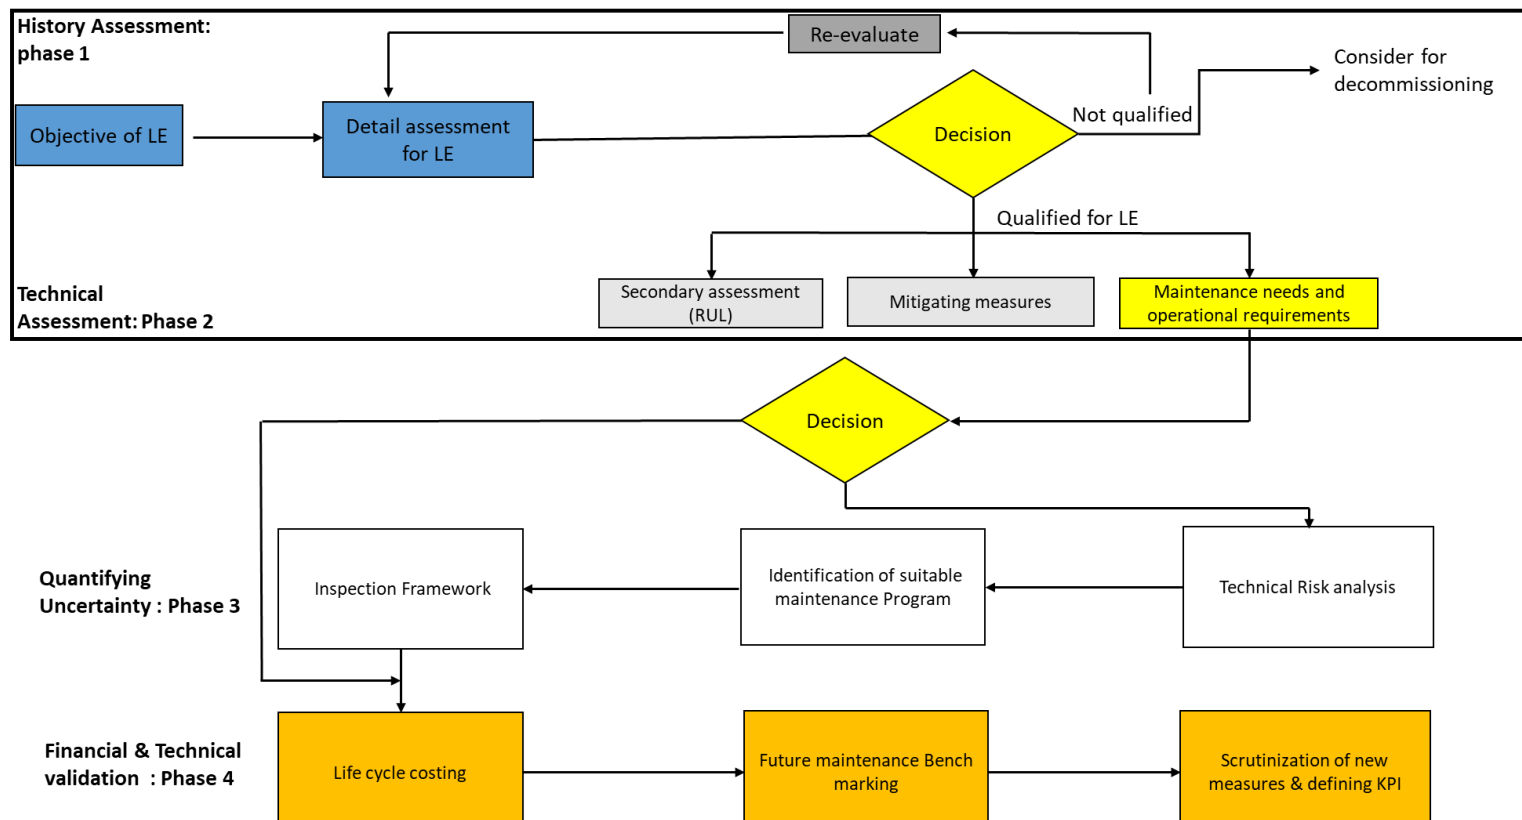 History Assessment:
phase 1
Re-evaluate
Consider for
decommissioning
Objective of LE
Detail assessment
for LE
Decision
Not qualified
Qualified for LE
Technical
Assessment: Phase 2
Secondary assessment
(RUL)
Mitigating measures
Maintenance needs and
operational requirements
Decision
Quantifying
Uncertainty : Phase 3
Inspection Framework
Identification of suitable
maintenance Program
Technical Risk analysis
Financial & Technical
validation : Phase 4
Life cycle costing
Future maintenance Bench
marking
Scrutinization of new
measures & defining KPI